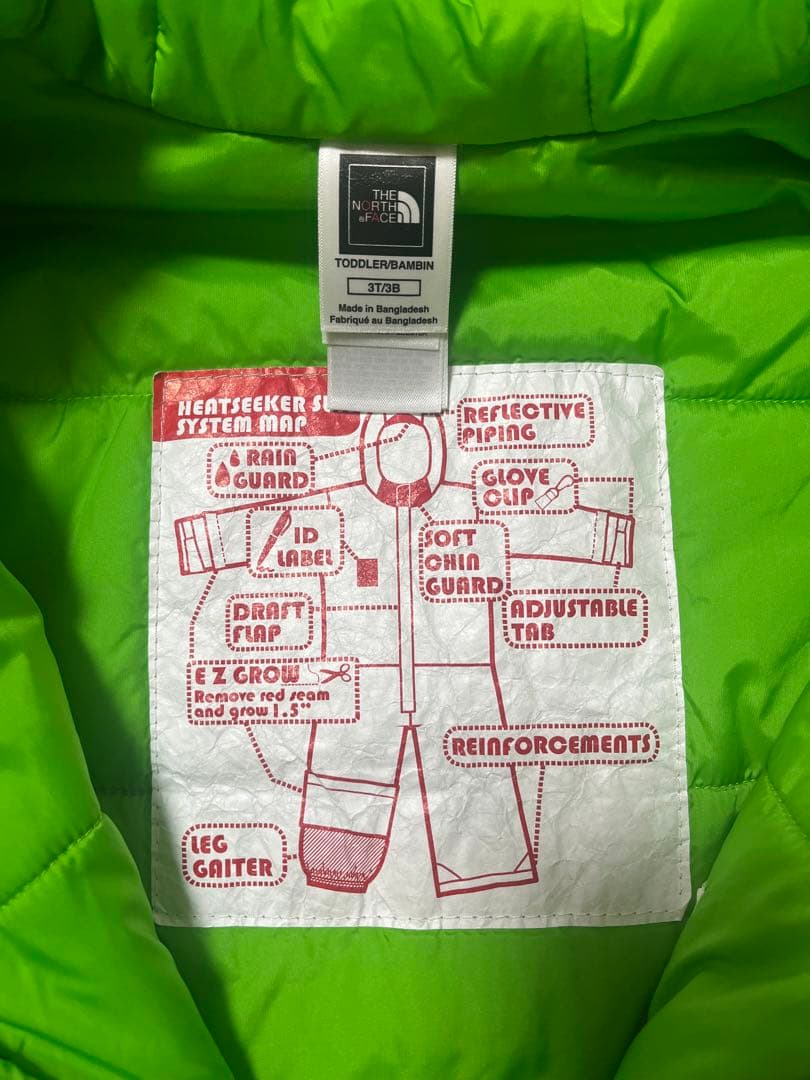 THE
NORTH
FACE
TODDLER/BAMBIN
3T/3B
Made in Bangladesh
Fabriqué au Bangladesh
HEATSEEKER
SYSTEM MAP
REFLECTIVE
PIPING
RAIN
GUARD
GLOVE
CLIP
ID
LABEL
SOFT
CHIN
GUARD
DRAFT
FLAP
ADJUSTABLE
TAB
E Z GROW
Remove red seam
and grow 1.5"
REINFORCEMENTS
LEG
GAITER